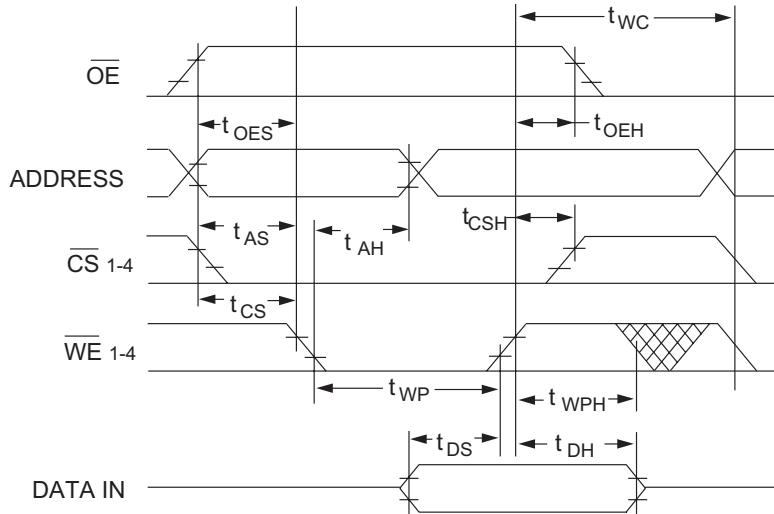 tWC
OE
tOES
tOEH
ADDRESS
tAS
tAH
tCSH
CS 1-4
tCS
WE 1-4
tWP
tWPH
tDS
tDH
DATA IN